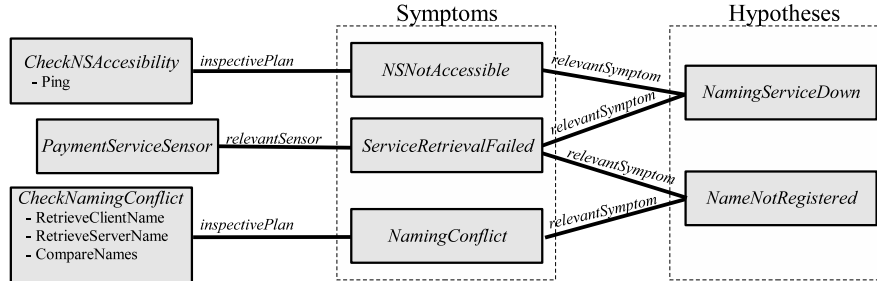 Symptoms
Hypotheses
CheckNSAccesibility
- Ping
inspectivePlan
NSNotAccessible
relevantSymptom
NamingServiceDown
relevantSymptom
PaymentServiceSensor
relevantSensor
ServiceRetrievalFailed
relevantSymptom
CheckNamingConflict
- RetrieveClientName
- RetrieveServerName
- CompareNames
inspectivePlan
NamingConflict
relevantSymptom
NameNotRegistered